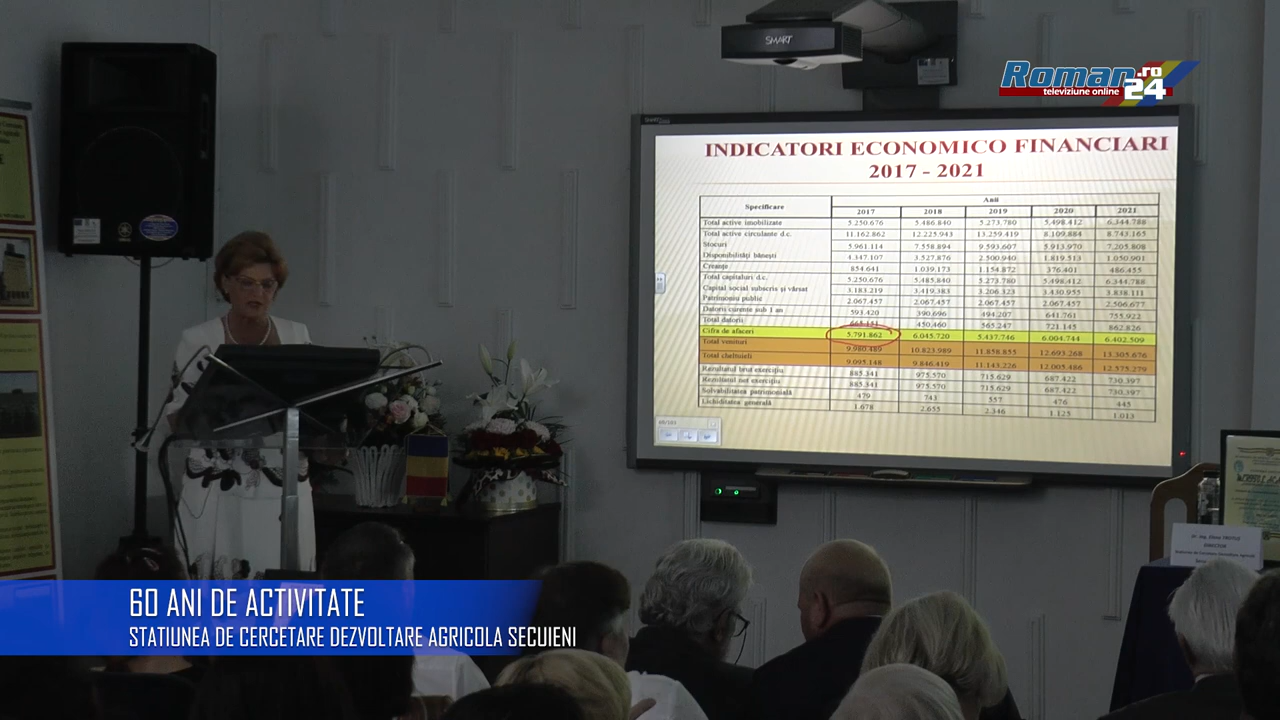 SMART
Roman24.ro
televiziune online
INDICATORI ECONOMICO FINANCIARI
2017 - 2021
Specificare Anii
2017 2018 2019 2020 2021
Total active imobilizate 5.250.676 5.486.840 5.273.780 5.498.412 6.344.788
Total active circulante d.c. 11.162.862 12.225.943 13.259.419 8.109.884 8.743.165
Stocuri 5.961.114 7.558.894 9.593.607 5.913.970 7.205.808
Disponibilități bănești 4.347.107 3.527.876 2.500.940 1.819.513 1.050.901
Creanțe 854.641 1.039.173 1.154.872 376.401 486.455
Total capitaluri d.c. 5.250.676 5.485.840 5.273.780 5.498.412 6.344.788
Capital social subscris și vărsat 3.183.219 3.419.383 3.206.323 3.430.955 3.838.111
Patrimoniu public 2.067.457 2.067.457 2.067.457 2.067.457 2.506.677
Datorii curente sub 1 an 593.420 390.696 494.207 641.761 755.922
Total datorii 450.460 565.247 721.145 862.826
Cifra de afaceri 5.791.862 6.045.720 5.437.746 6.004.744 6.402.509
Total venituri 9.980.489 10.823.989 11.858.855 12.693.268 13.305.676
Total cheltuieli 9.095.148 9.846.419 11.143.226 12.005.486 12.575.279
Rezultatul brut exercițiu 885.341 975.570 715.629 687.422 730.397
Rezultatul net exercițiu 885.341 975.570 715.629 687.422 730.397
Solvabilitatea patrimonială 479 743 557 476 445
Lichiditatea generală 1.678 2.655 2.346 1.125 1.013
DIRECTOR
60 ANI DE ACTIVITATE
STATIUNEA DE CERCETARE DEZVOLTARE AGRICOLA SECUIENI